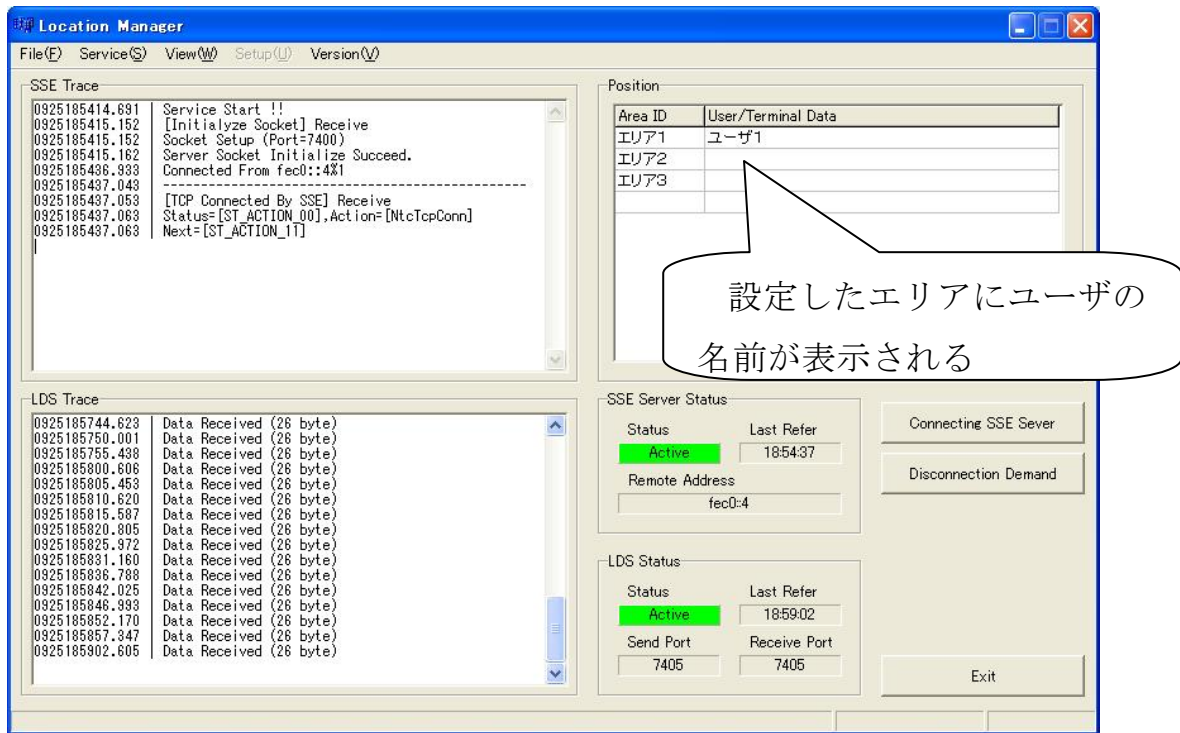 Location Manager
File(F) Service(S) View(W) Setup(U) Version(V)
SSE Trace
0925185414.691 | Service Start !!
0925185415.152 | [Initialyze Socket] Receive
0925185415.152 | Socket Setup (Port=7400)
0925185415.162 | Server Socket Initialize Succeed.
0925185436.933 | Connected From fec0::4%1
0925185437.043 | --------------------------------------------------
0925185437.053 | [TCP Connected By SSE] Receive
0925185437.063 | Status=[ST_ACTION_00],Action=[NtcTcpConn]
0925185437.063 | Next=[ST_ACTION_11]
Position
Area ID User/Terminal Data
エリア1 ユーザ1
エリア2
エリア3
設定したエリアにユーザの
名前が表示される
LDS Trace
0925185744.623 | Data Received (26 byte)
0925185750.001 | Data Received (26 byte)
0925185755.438 | Data Received (26 byte)
0925185800.606 | Data Received (26 byte)
0925185805.453 | Data Received (26 byte)
0925185810.620 | Data Received (26 byte)
0925185815.587 | Data Received (26 byte)
0925185820.805 | Data Received (26 byte)
0925185825.972 | Data Received (26 byte)
0925185831.160 | Data Received (26 byte)
0925185836.788 | Data Received (26 byte)
0925185842.025 | Data Received (26 byte)
0925185846.993 | Data Received (26 byte)
0925185852.170 | Data Received (26 byte)
0925185857.347 | Data Received (26 byte)
0925185902.605 | Data Received (26 byte)
SSE Server Status
Status Last Refer
Active 18:54:37
Remote Address
fec0::4
LDS Status
Status Last Refer
Active 18:59:02
Send Port Receive Port
7405 7405
Connecting SSE Sever
Disconnection Demand
Exit